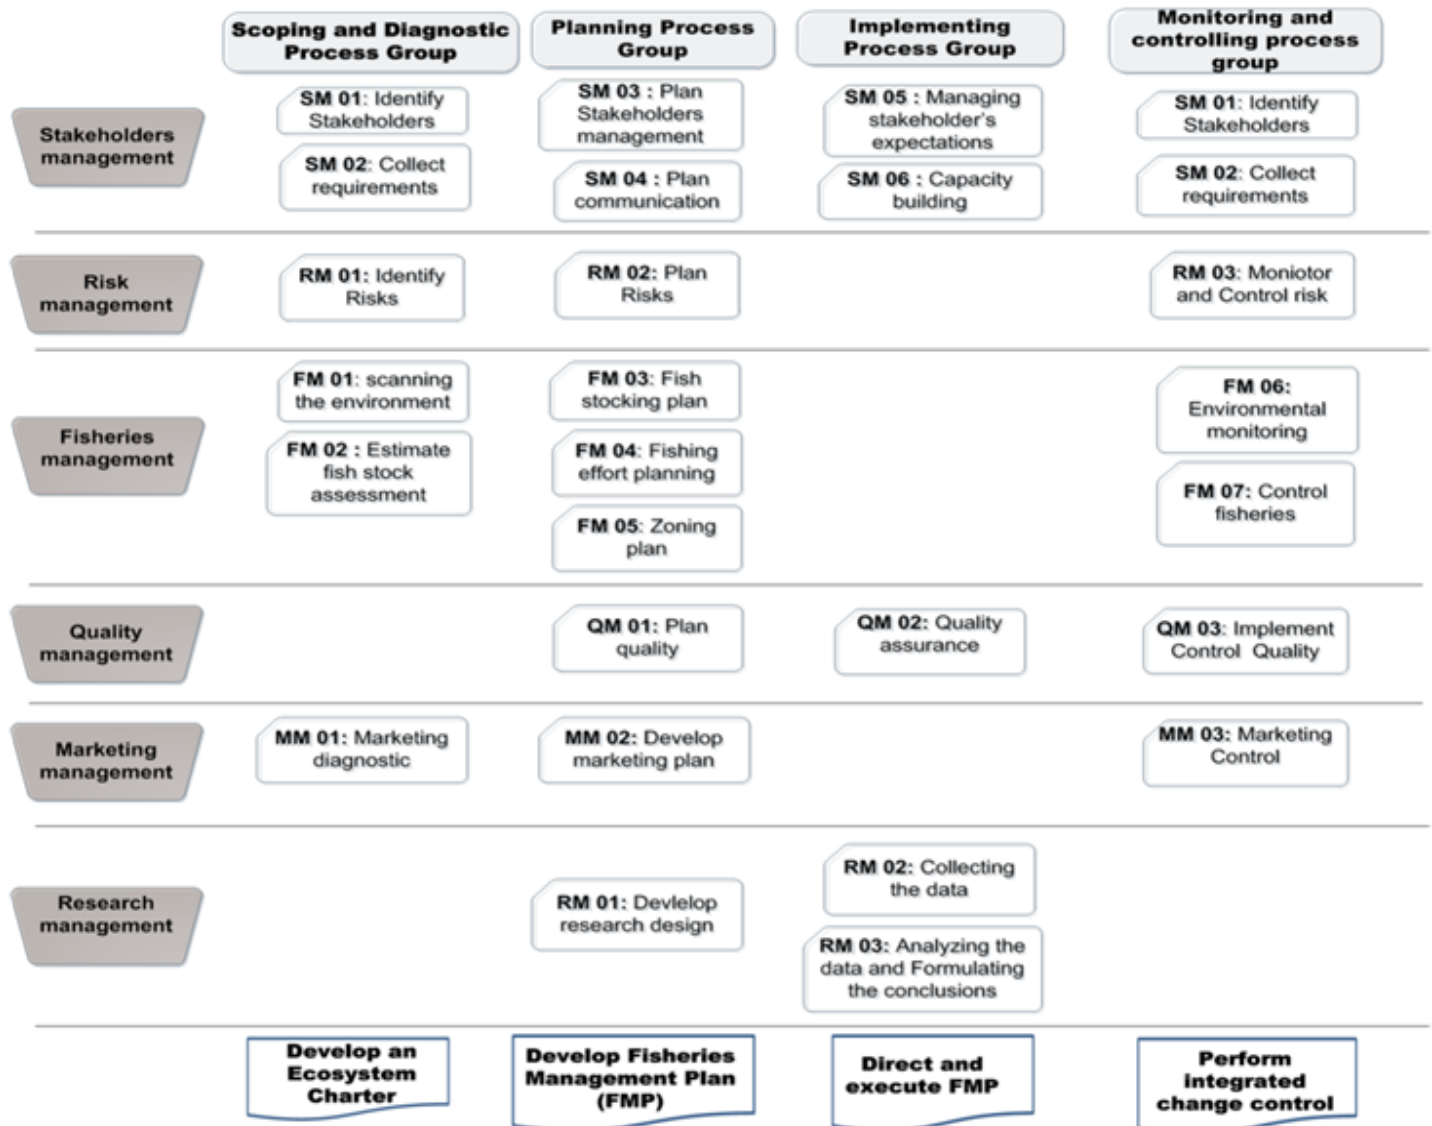 Scoping and Diagnostic
Process Group
Planning Process
Group
Implementing
Process Group
Monitoring and
controlling process
group
Stakeholders
management
SM 01: Identify
Stakeholders
SM 02: Collect
requirements
SM 03 : Plan
Stakeholders
management
SM 04 : Plan
communication
SM 05 : Managing
stakeholder's
expectations
SM 06 : Capacity
building
SM 01: Identify
Stakeholders
SM 02: Collect
requirements
Risk
management
RM 01: Identify
Risks
RM 02: Plan
Risks
RM 03: Moniotor
and Control risk
Fisheries
management
FM 01: scanning
the environment
FM 02 : Estimate
fish stock
assessment
FM 03: Fish
stocking plan
FM 04: Fishing
effort planning
FM 05: Zoning
plan
FM 06:
Environmental
monitoring
FM 07: Control
fisheries
Quality
management
QM 01: Plan
quality
QM 02: Quality
assurance
QM 03: Implement
Control Quality
Marketing
management
MM 01: Marketing
diagnostic
MM 02: Develop
marketing plan
MM 03: Marketing
Control
Research
management
RM 01: Devlelop
research design
RM 02: Collecting
the data
RM 03: Analyzing the
data and Formulating
the conclusions
Develop an
Ecosystem
Charter
Develop Fisheries
Management Plan
(FMP)
Direct and
execute FMP
Perform
integrated
change control